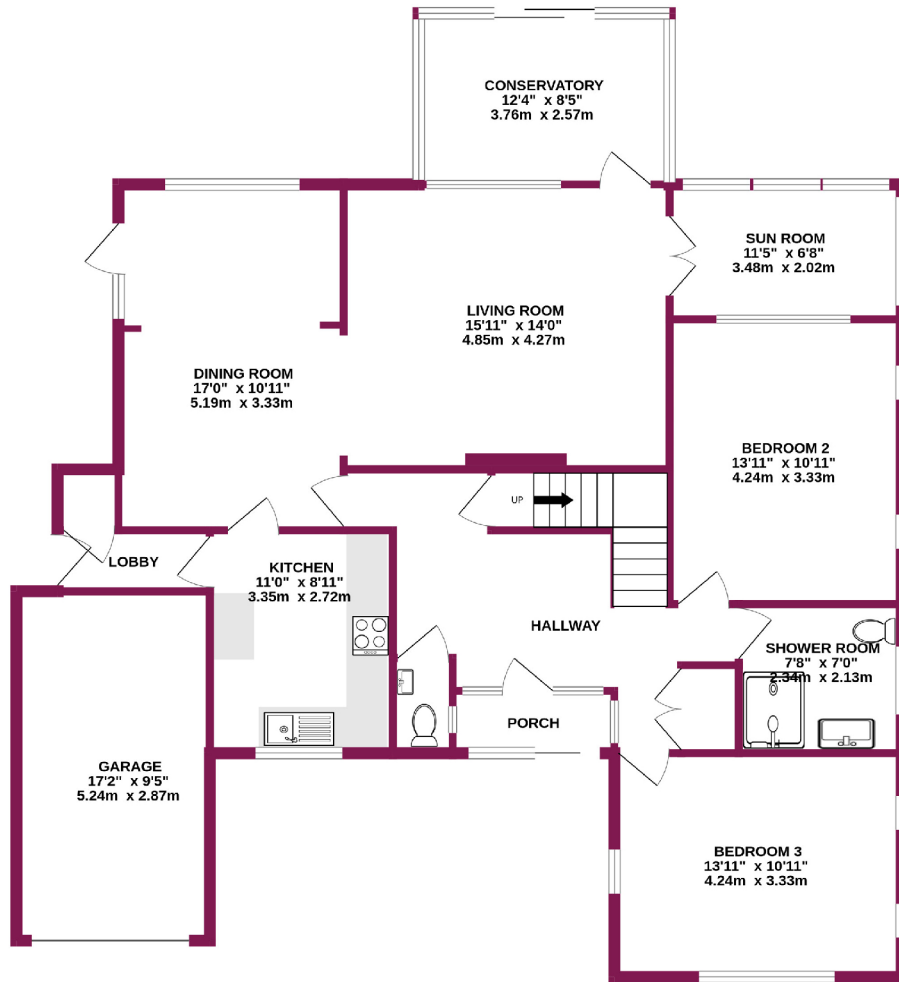 CONSERVATORY
12'4" x 8'5"
3.76m x 2.57m
SUN ROOM
11'5" x 6'8"
3.48m x 2.02m
LIVING ROOM
15'11" x 14'0"
4.85m x 4.27m
DINING ROOM
17'0" x 10'11"
5.19m x 3.33m
BEDROOM 2
13'11" x 10'11"
4.24m x 3.33m
UP
LOBBY
KITCHEN
11'0" x 8'11"
3.35m x 2.72m
HALLWAY
SHOWER ROOM
7'8" x 7'0"
2.34m x 2.13m
PORCH
GARAGE
17'2" x 9'5"
5.24m x 2.87m
BEDROOM 3
13'11" x 10'11"
4.24m x 3.33m